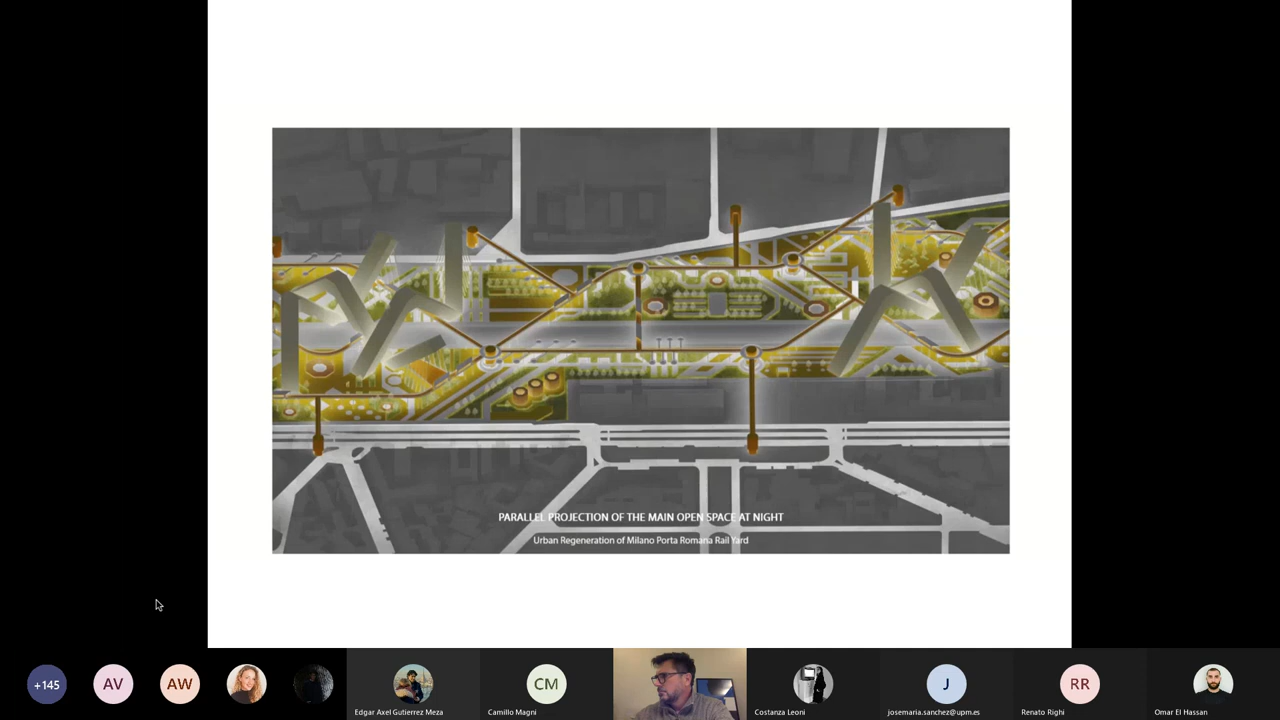 PARALLEL PROJECTION OF THE MAIN OPEN SPACE AT NIGHT
Urban Regeneration of Milano Porta Romana Rail Yard
+145
AV
AW
Edgar Axel Gutierrez Meza
CM
Camillo Magni
Costanza Leoni
J
josemaria.sanchez@upm.es
RR
Renato Righi
Omar El Hassan